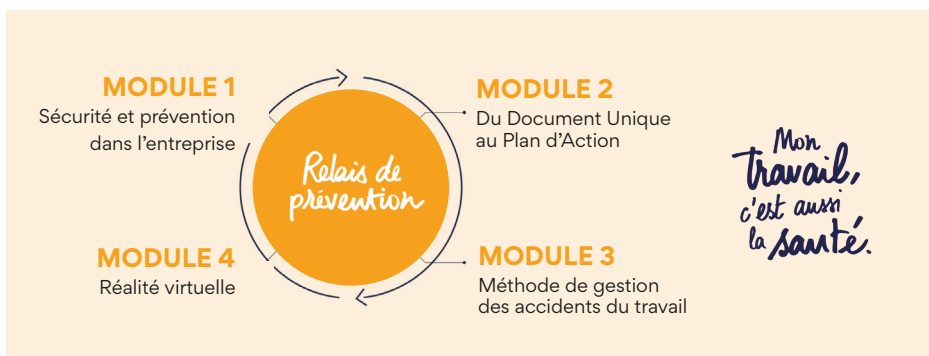 MODULE 1
Sécurité et prévention
dans l'entreprise
MODULE 2
Du Document Unique
au Plan d'Action
Relais de
prévention
MODULE 4
Réalité virtuelle
MODULE 3
Méthode de gestion
des accidents du travail
Mon
travail,
c'est aussi
la santé.